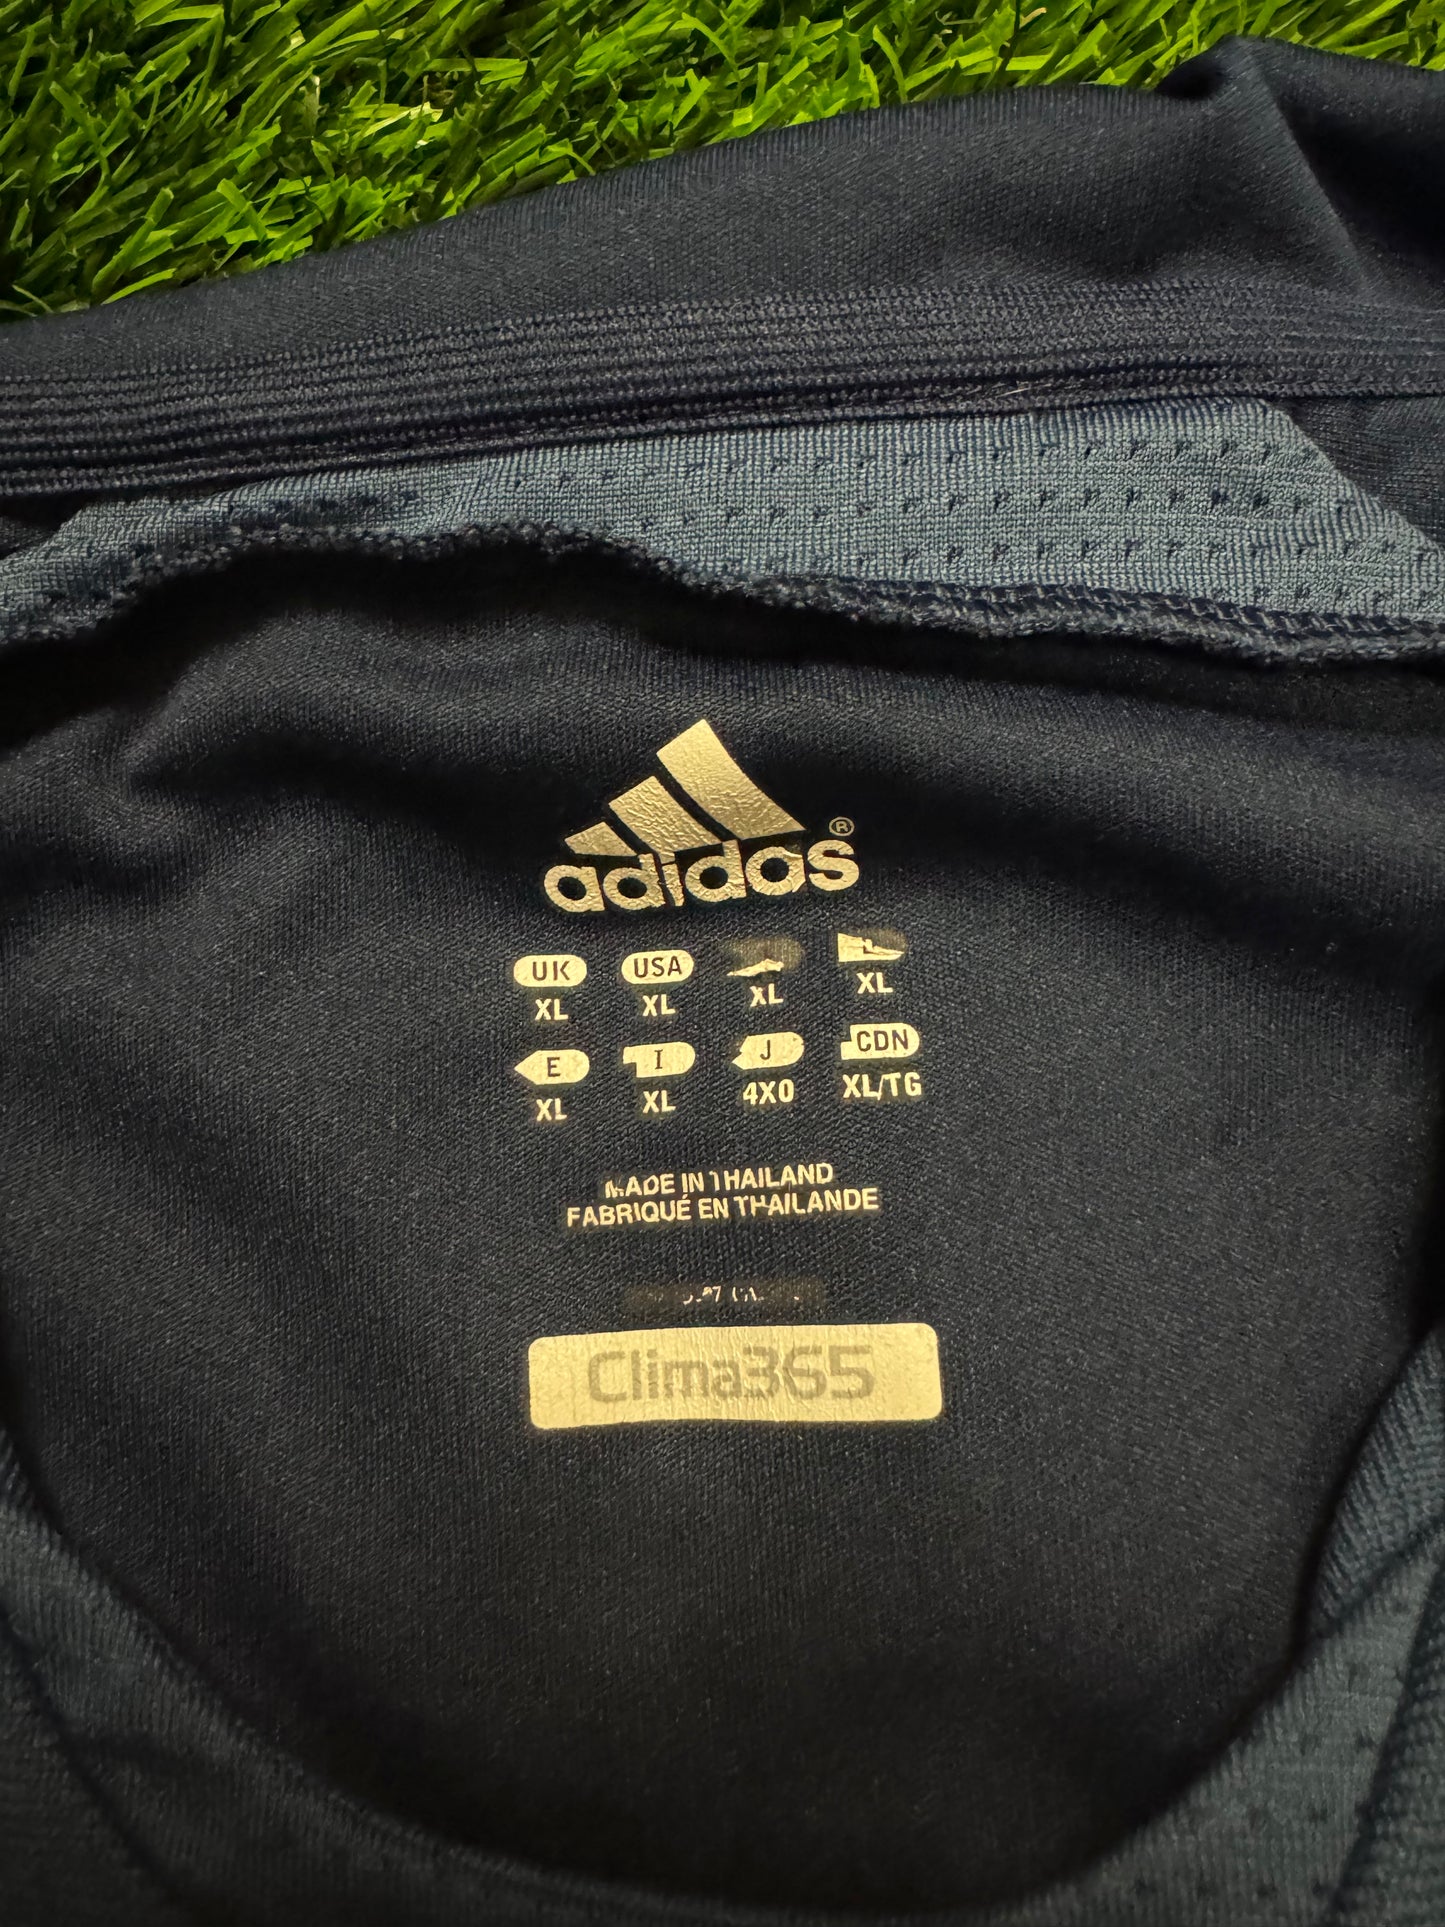 adidas®
UK USA
XL XL XL XL
E I J CDN
XL XL 4XO XL/TG
MADE IN THAILAND
FABRIQUÉ EN THAILANDE
Clima365